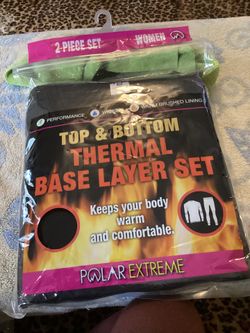 2-PIECE SET
WOMEN
PERFORMANCE
BRUSHED LINING
TOP & BOTTOM
THERMAL
BASE LAYER SET
Keeps your body
warm
and comfortable.
POLAR EXTREME